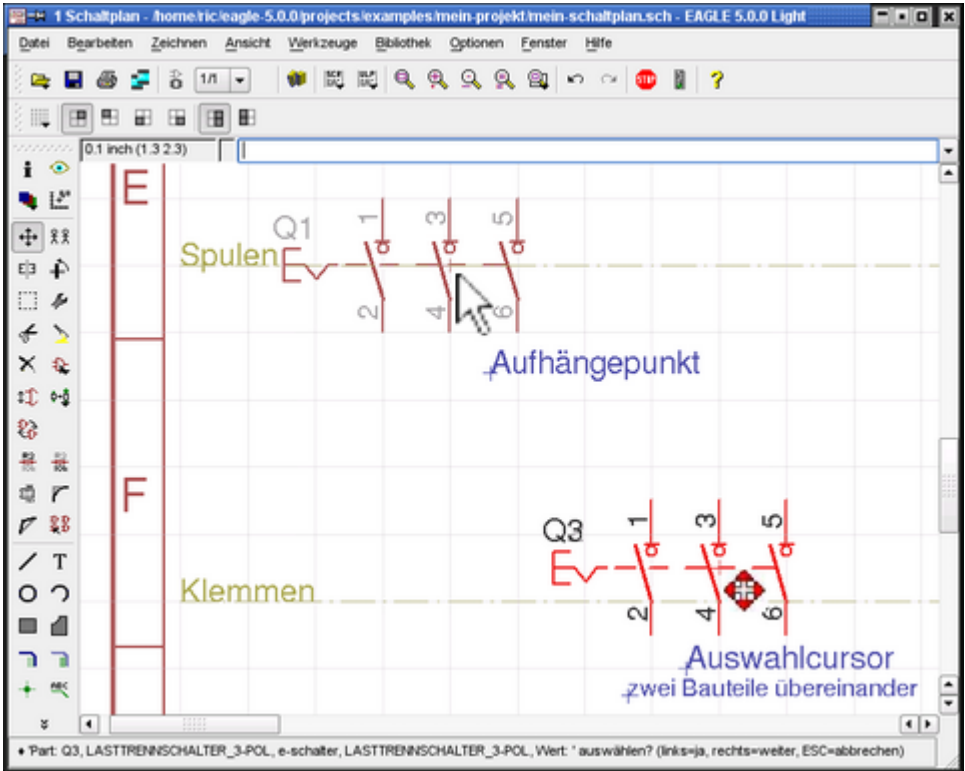 1 Schaltplan - /home/ric/eagle-5.0.0/projects/examples/mein-projekt/mein-schaltplan.sch - EAGLE 5.0.0 Light
Datei Bearbeiten Zeichnen Ansicht Werkzeuge Bibliothek Optionen Fenster Hilfe
1/1 STOP ?
0.1 inch (1.3 2.3)
E
Q1 1 3 5
Spulen
2 4 6
Aufhängepunkt
F
Q3 1 3 5
Klemmen
2 4 6
Auswahlcursor
zwei Bauteile übereinander
T
ABC
♦ 'Part: Q3, LASTTRENNSCHALTER_3-POL, e-schalter, LASTTRENNSCHALTER_3-POL, Wert: ' auswählen? (links=ja, rechts=weiter, ESC=abbrechen)